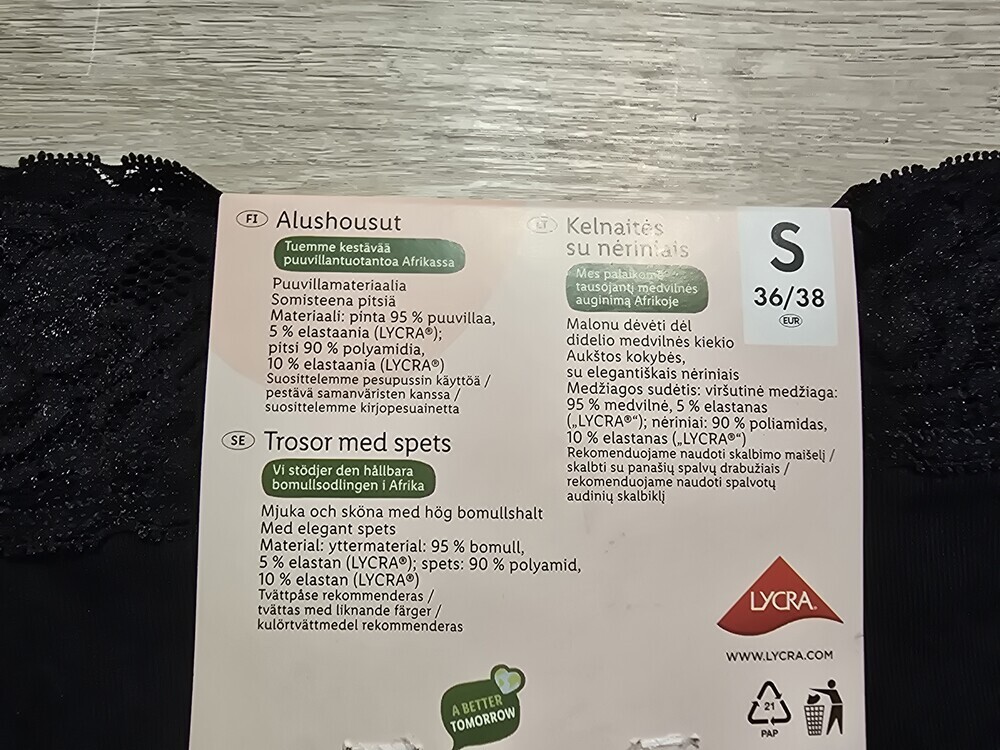 FI Alushousut
Tuemme kestävää
puuvillantuotantoa Afrikassa
Puuvillamateriaalia
Somisteena pitsiä
Materiaali: pinta 95 % puuvillaa,
5 % elastaania (LYCRA®);
pitsi 90 % polyamidia,
10 % elastaania (LYCRA®)
Suosittelemme pesupussin käyttöä /
pestävä samanväristen kanssa /
suosittelemme kirjopesuainetta
SE Trosor med spets
Vi stödjer den hållbara
bomullsodlingen i Afrika
Mjuka och sköna med hög bomullshalt
Med elegant spets
Material: yttermaterial: 95 % bomull,
5 % elastan (LYCRA®); spets: 90 % polyamid,
10 % elastan (LYCRA®)
Tvättpåse rekommenderas /
tvättas med liknande färger /
kulörtvättmedel rekommenderas
LT Kelnaitės
su nėriniais
Mes palaikome
tausojantį medvilnės
auginimą Afrikoje
Malonu dėvėti dėl
didelio medvilnės kiekio
Aukštos kokybės,
su elegantiškais nėriniais
Medžiagos sudėtis: viršutinė medžiaga:
95 % medvilnė, 5 % elastanas
(„LYCRA®“); nėriniai: 90 % poliamidas,
10 % elastanas („LYCRA®“)
Rekomenduojame naudoti skalbimo maišelį /
skalbti su panašių spalvų drabužiais /
rekomenduojame naudoti spalvotų
audinių skalbiklį
S
36/38
EUR
A BETTER
TOMORROW
LYCRA®
WWW.LYCRA.COM
21
PAP